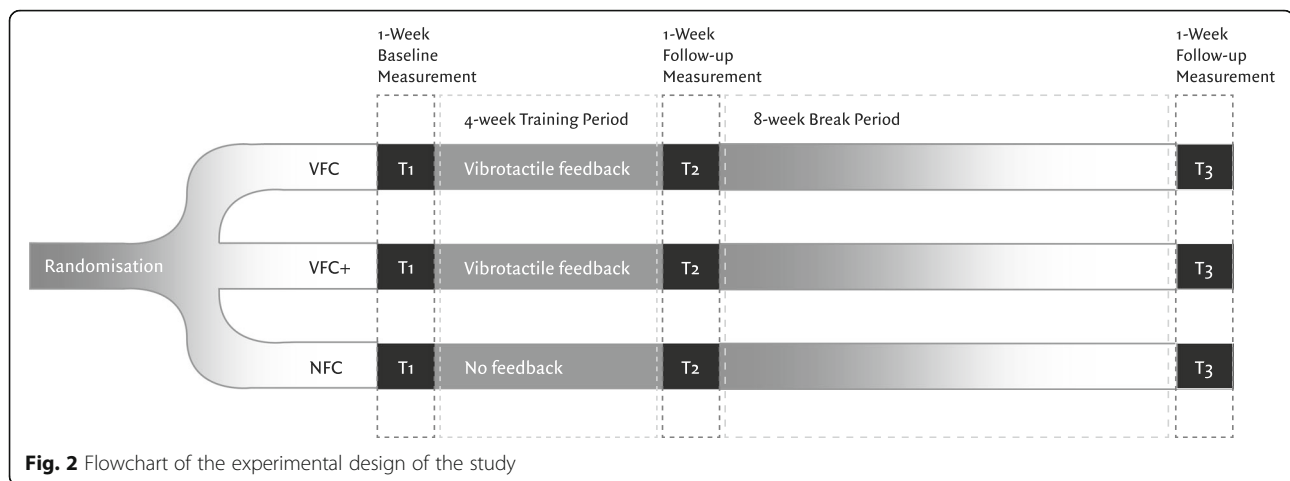 1-Week
Baseline
Measurement
1-Week
Follow-up
Measurement
1-Week
Follow-up
Measurement
4-week Training Period
8-week Break Period
VFC
T1
Vibrotactile feedback
T2
T3
Randomisation
VFC+
T1
Vibrotactile feedback
T2
T3
NFC
T1
No feedback
T2
T3
Fig. 2 Flowchart of the experimental design of the study